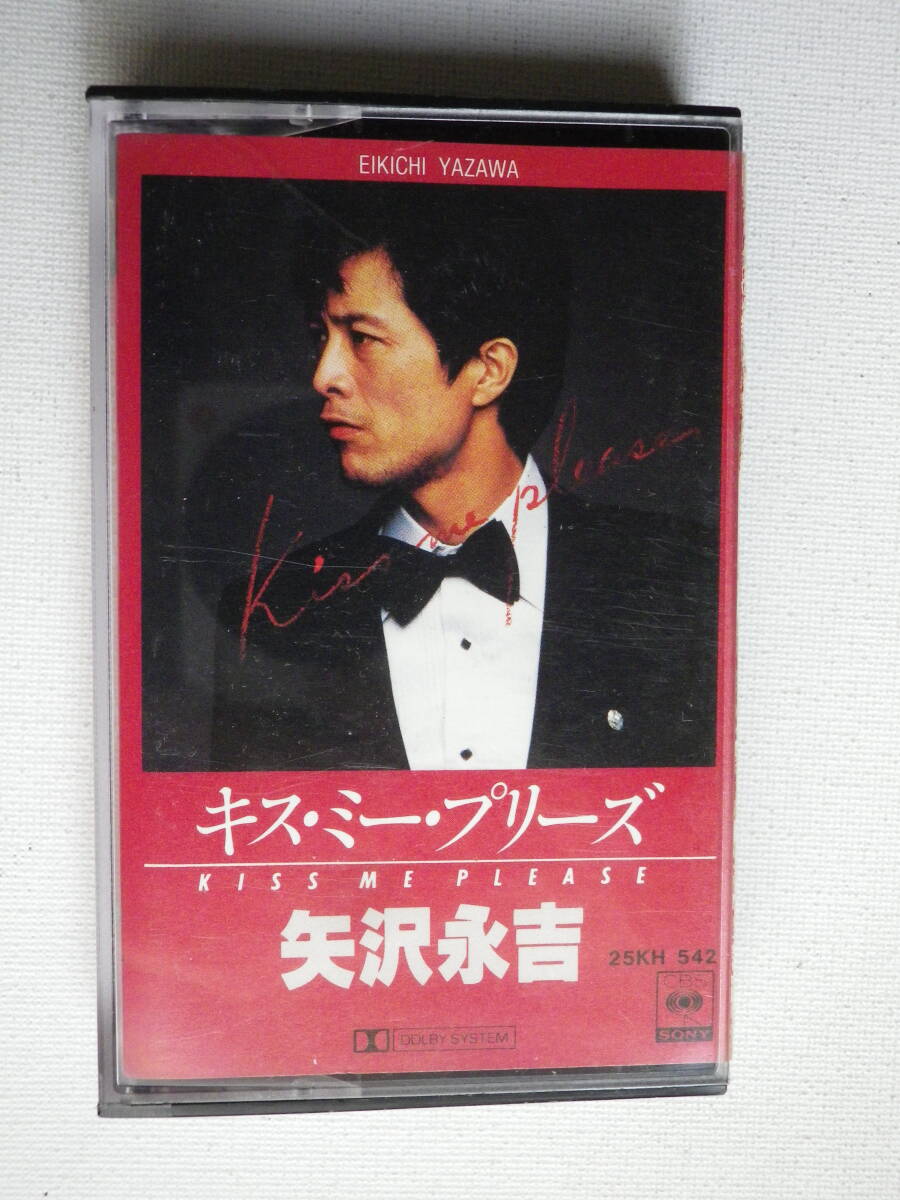 EIKICHI YAZAWA
Kiss me please
キス・ミー・プリーズ
KISS ME PLEASE
矢沢永吉
25KH 542
CBS
SONY
DOLBY SYSTEM